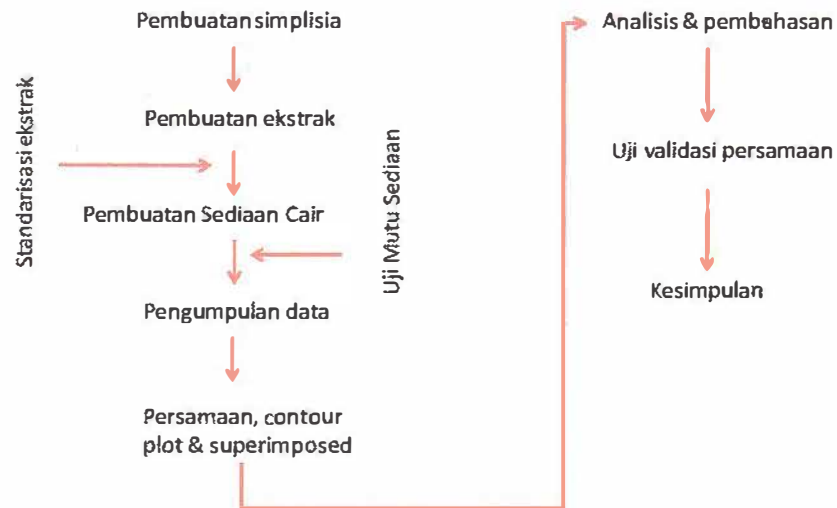 Pembuatan simplisia
Pembuatan ekstrak
Standarisasi ekstrak
Pembuatan Sediaan Cair
Uji Mutu Sediaan
Pengumpulan data
Persamaan, contour
plot & superimposed
Analisis & pembahasan
Uji validasi persamaan
Kesimpulan